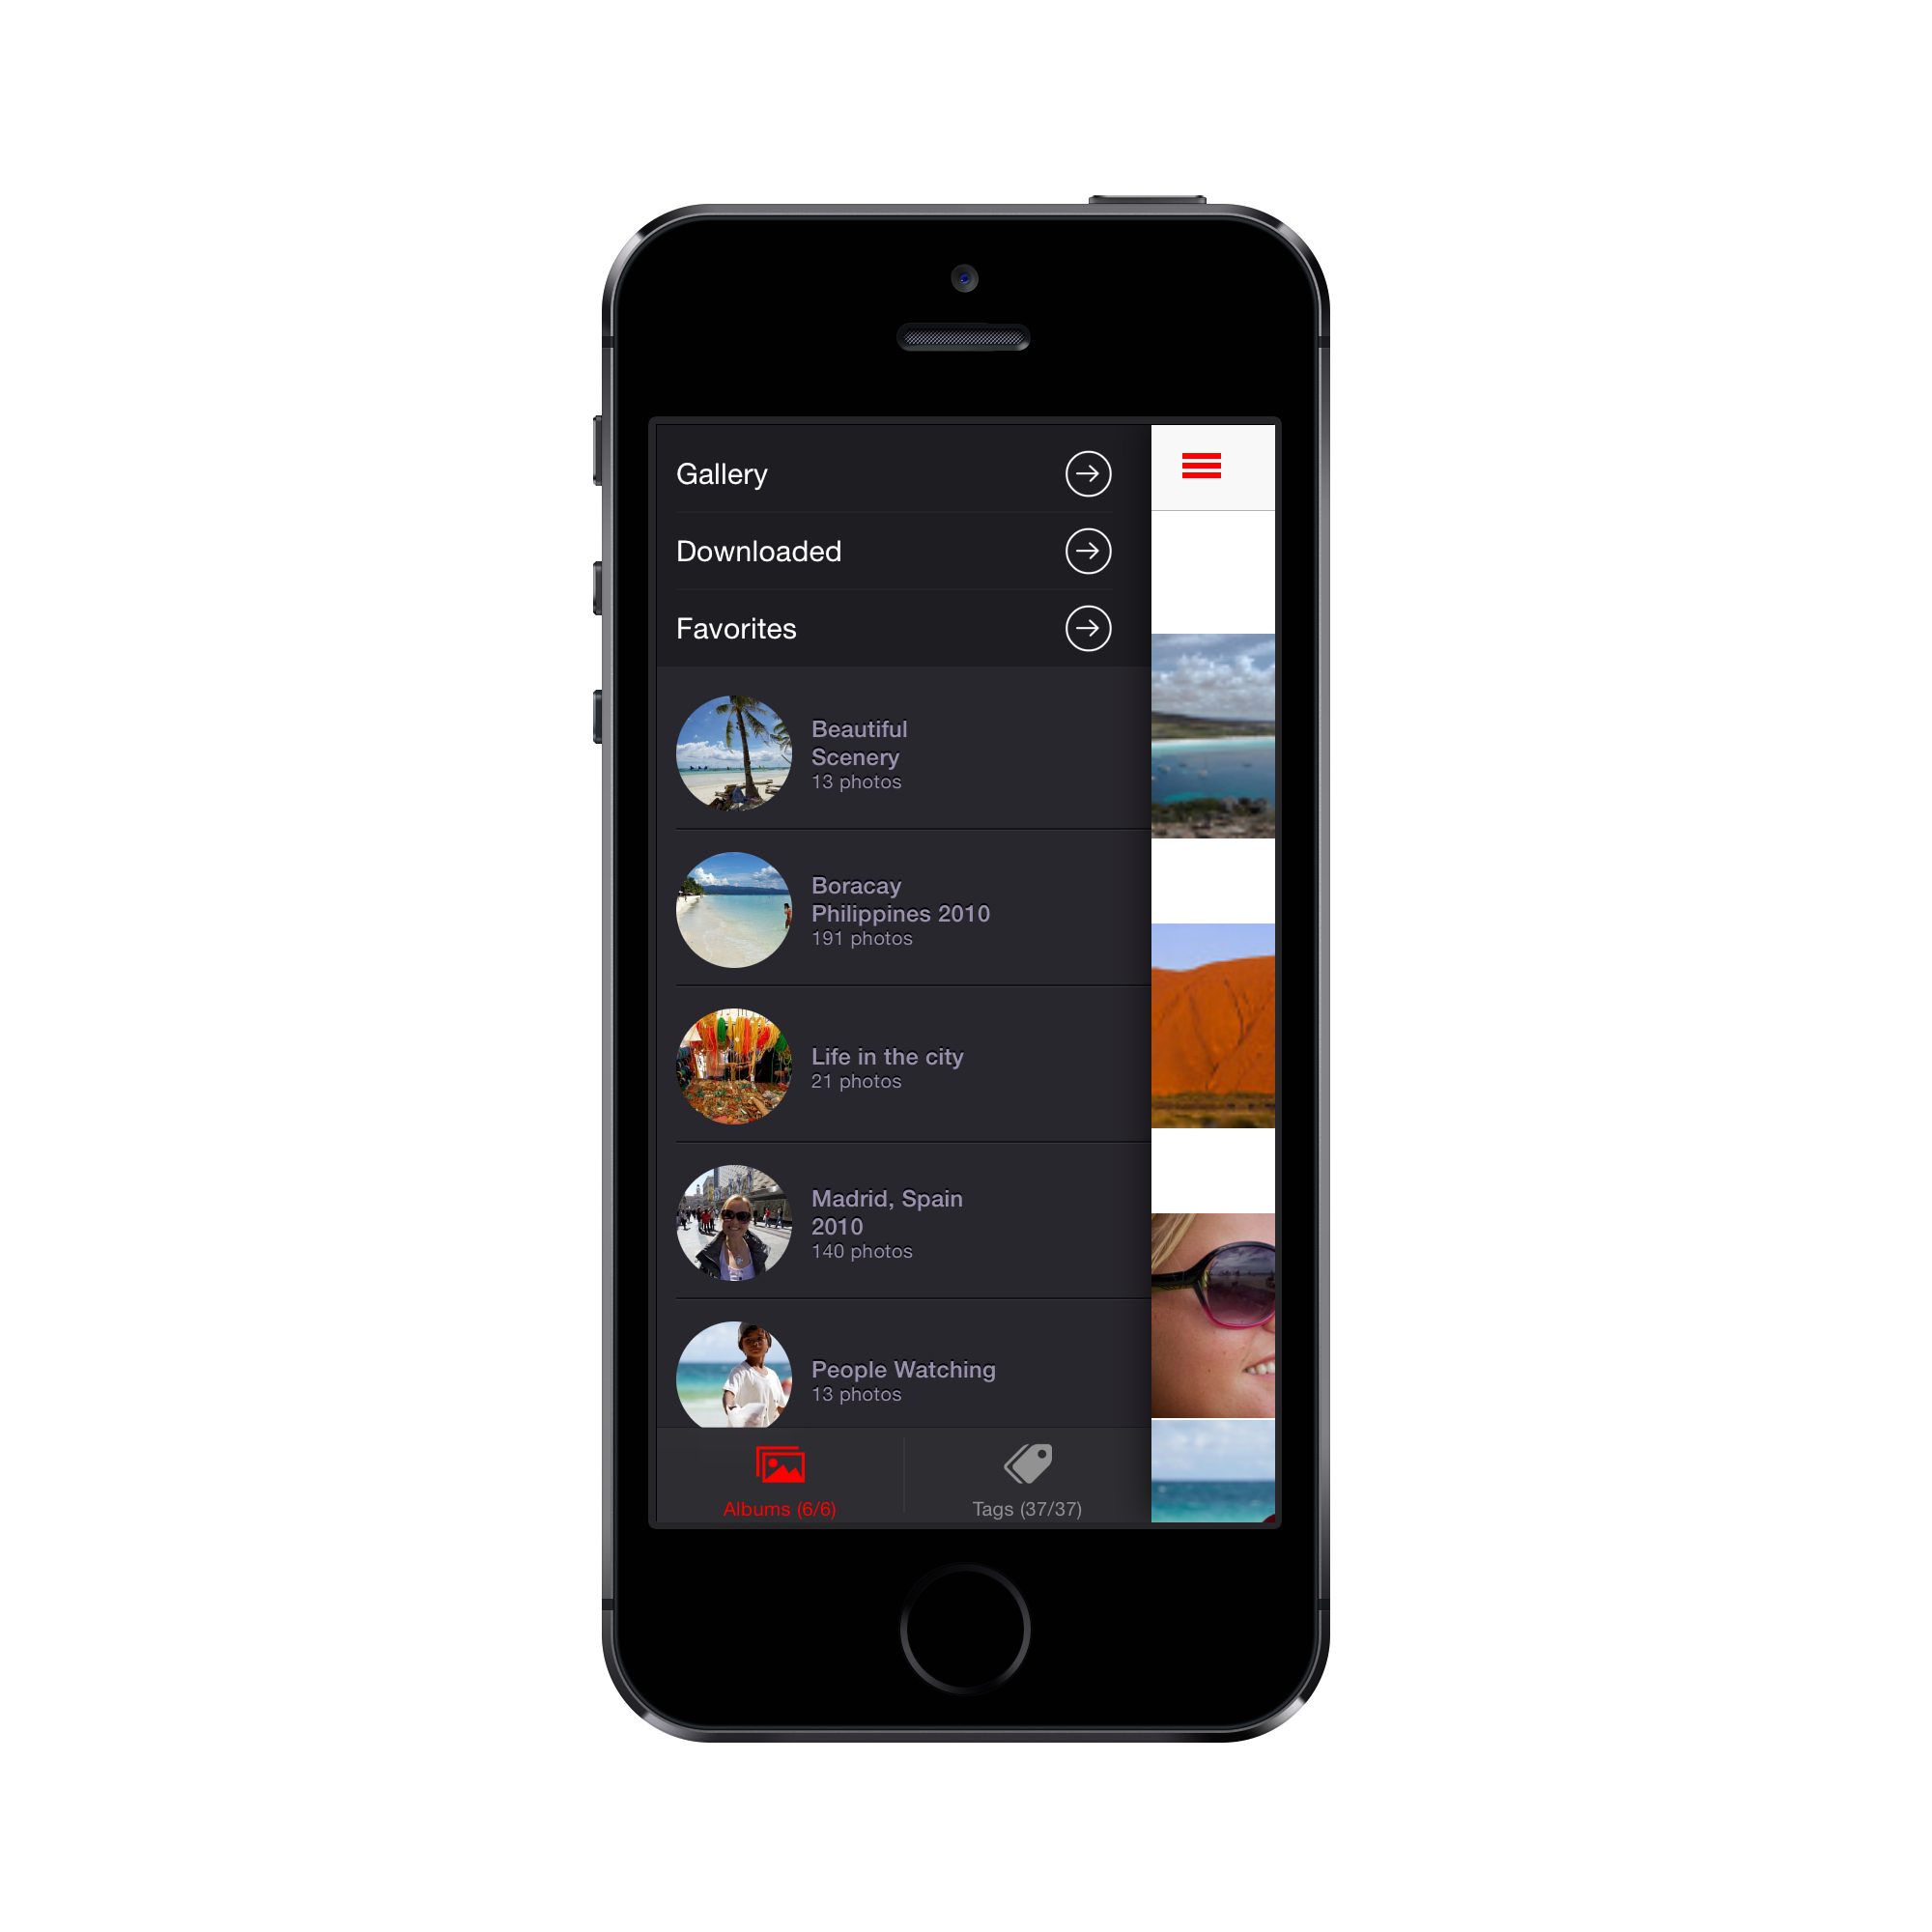 Gallery
Downloaded
Favorites
Beautiful
Scenery
13 photos
Boracay
Philippines 2010
191 photos
Life in the city
21 photos
Madrid, Spain
2010
140 photos
People Watching
13 photos
Albums (6/6)
Tags (37/37)